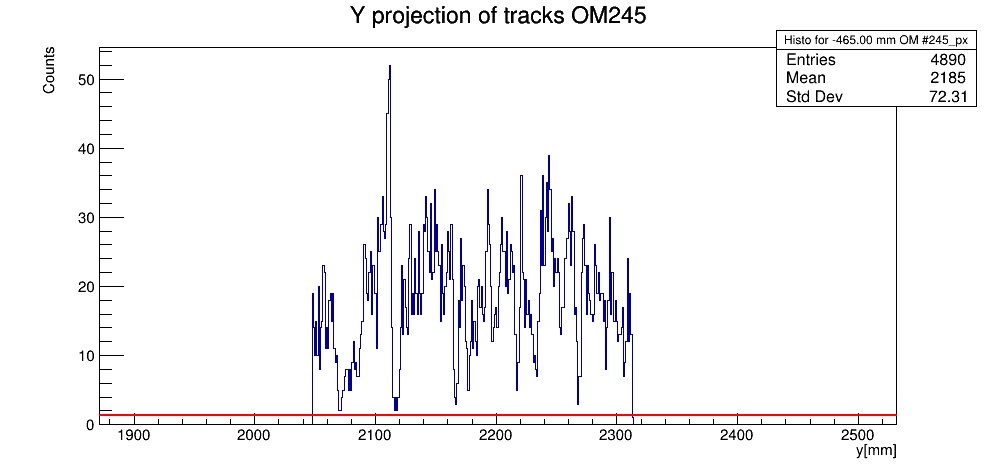 Y projection of tracks OM245
Histo for -465.00 mm OM #245_px
Entries 4890
Mean 2185
Std Dev 72.31
Counts
50
40
30
20
10
0
1900 2000 2100 2200 2300 2400 2500
y[mm]